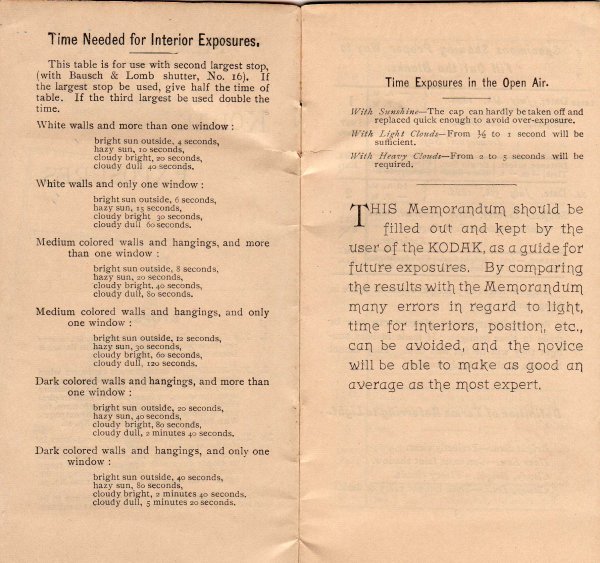 Time Needed for Interior Exposures.
This table is for use with second largest stop,
(with Bausch & Lomb shutter, No. 16). If
the largest stop be used, give half the time of
table. If the third largest be used double the
time.
White walls and more than one window :
bright sun outside, 4 seconds,
hazy sun, 10 seconds,
cloudy bright, 20 seconds,
cloudy dull 40 seconds.
White walls and only one window :
bright sun outside, 6 seconds,
hazy sun, 15 seconds,
cloudy bright 30 seconds,
cloudy dull 60 seconds.
Medium colored walls and hangings, and more
than one window :
bright sun outside, 8 seconds,
hazy sun, 20 seconds,
cloudy bright, 40 seconds,
cloudy dull, 80 seconds.
Medium colored walls and hangings, and only
one window :
bright sun outside, 12 seconds,
hazy sun, 30 seconds,
cloudy bright, 60 seconds,
cloudy dull, 120 seconds.
Dark colored walls and hangings, and more than
one window :
bright sun outside, 20 seconds,
hazy sun, 40 seconds,
cloudy bright, 80 seconds,
cloudy dull, 2 minutes 40 seconds.
Dark colored walls and hangings, and only one
window :
bright sun outside, 40 seconds,
hazy sun, 80 seconds,
cloudy bright, 2 minutes 40 seconds.
cloudy dull, 5 minutes 20 seconds.
Time Exposures in the Open Air.
With Sunshine—The cap can hardly be taken off and
replaced quick enough to avoid over-exposure.
With Light Clouds—From ½ to 1 second will be
sufficient.
With Heavy Clouds—From 2 to 5 seconds will be
required.
THIS Memorandum should be
filled out and kept by the
user of the KODAK, as a guide for
future exposures. By comparing
the results with the Memorandum
many errors in regard to light,
time for interiors, position, etc.,
can be avoided, and the novice
will be able to make as good an
average as the most expert.